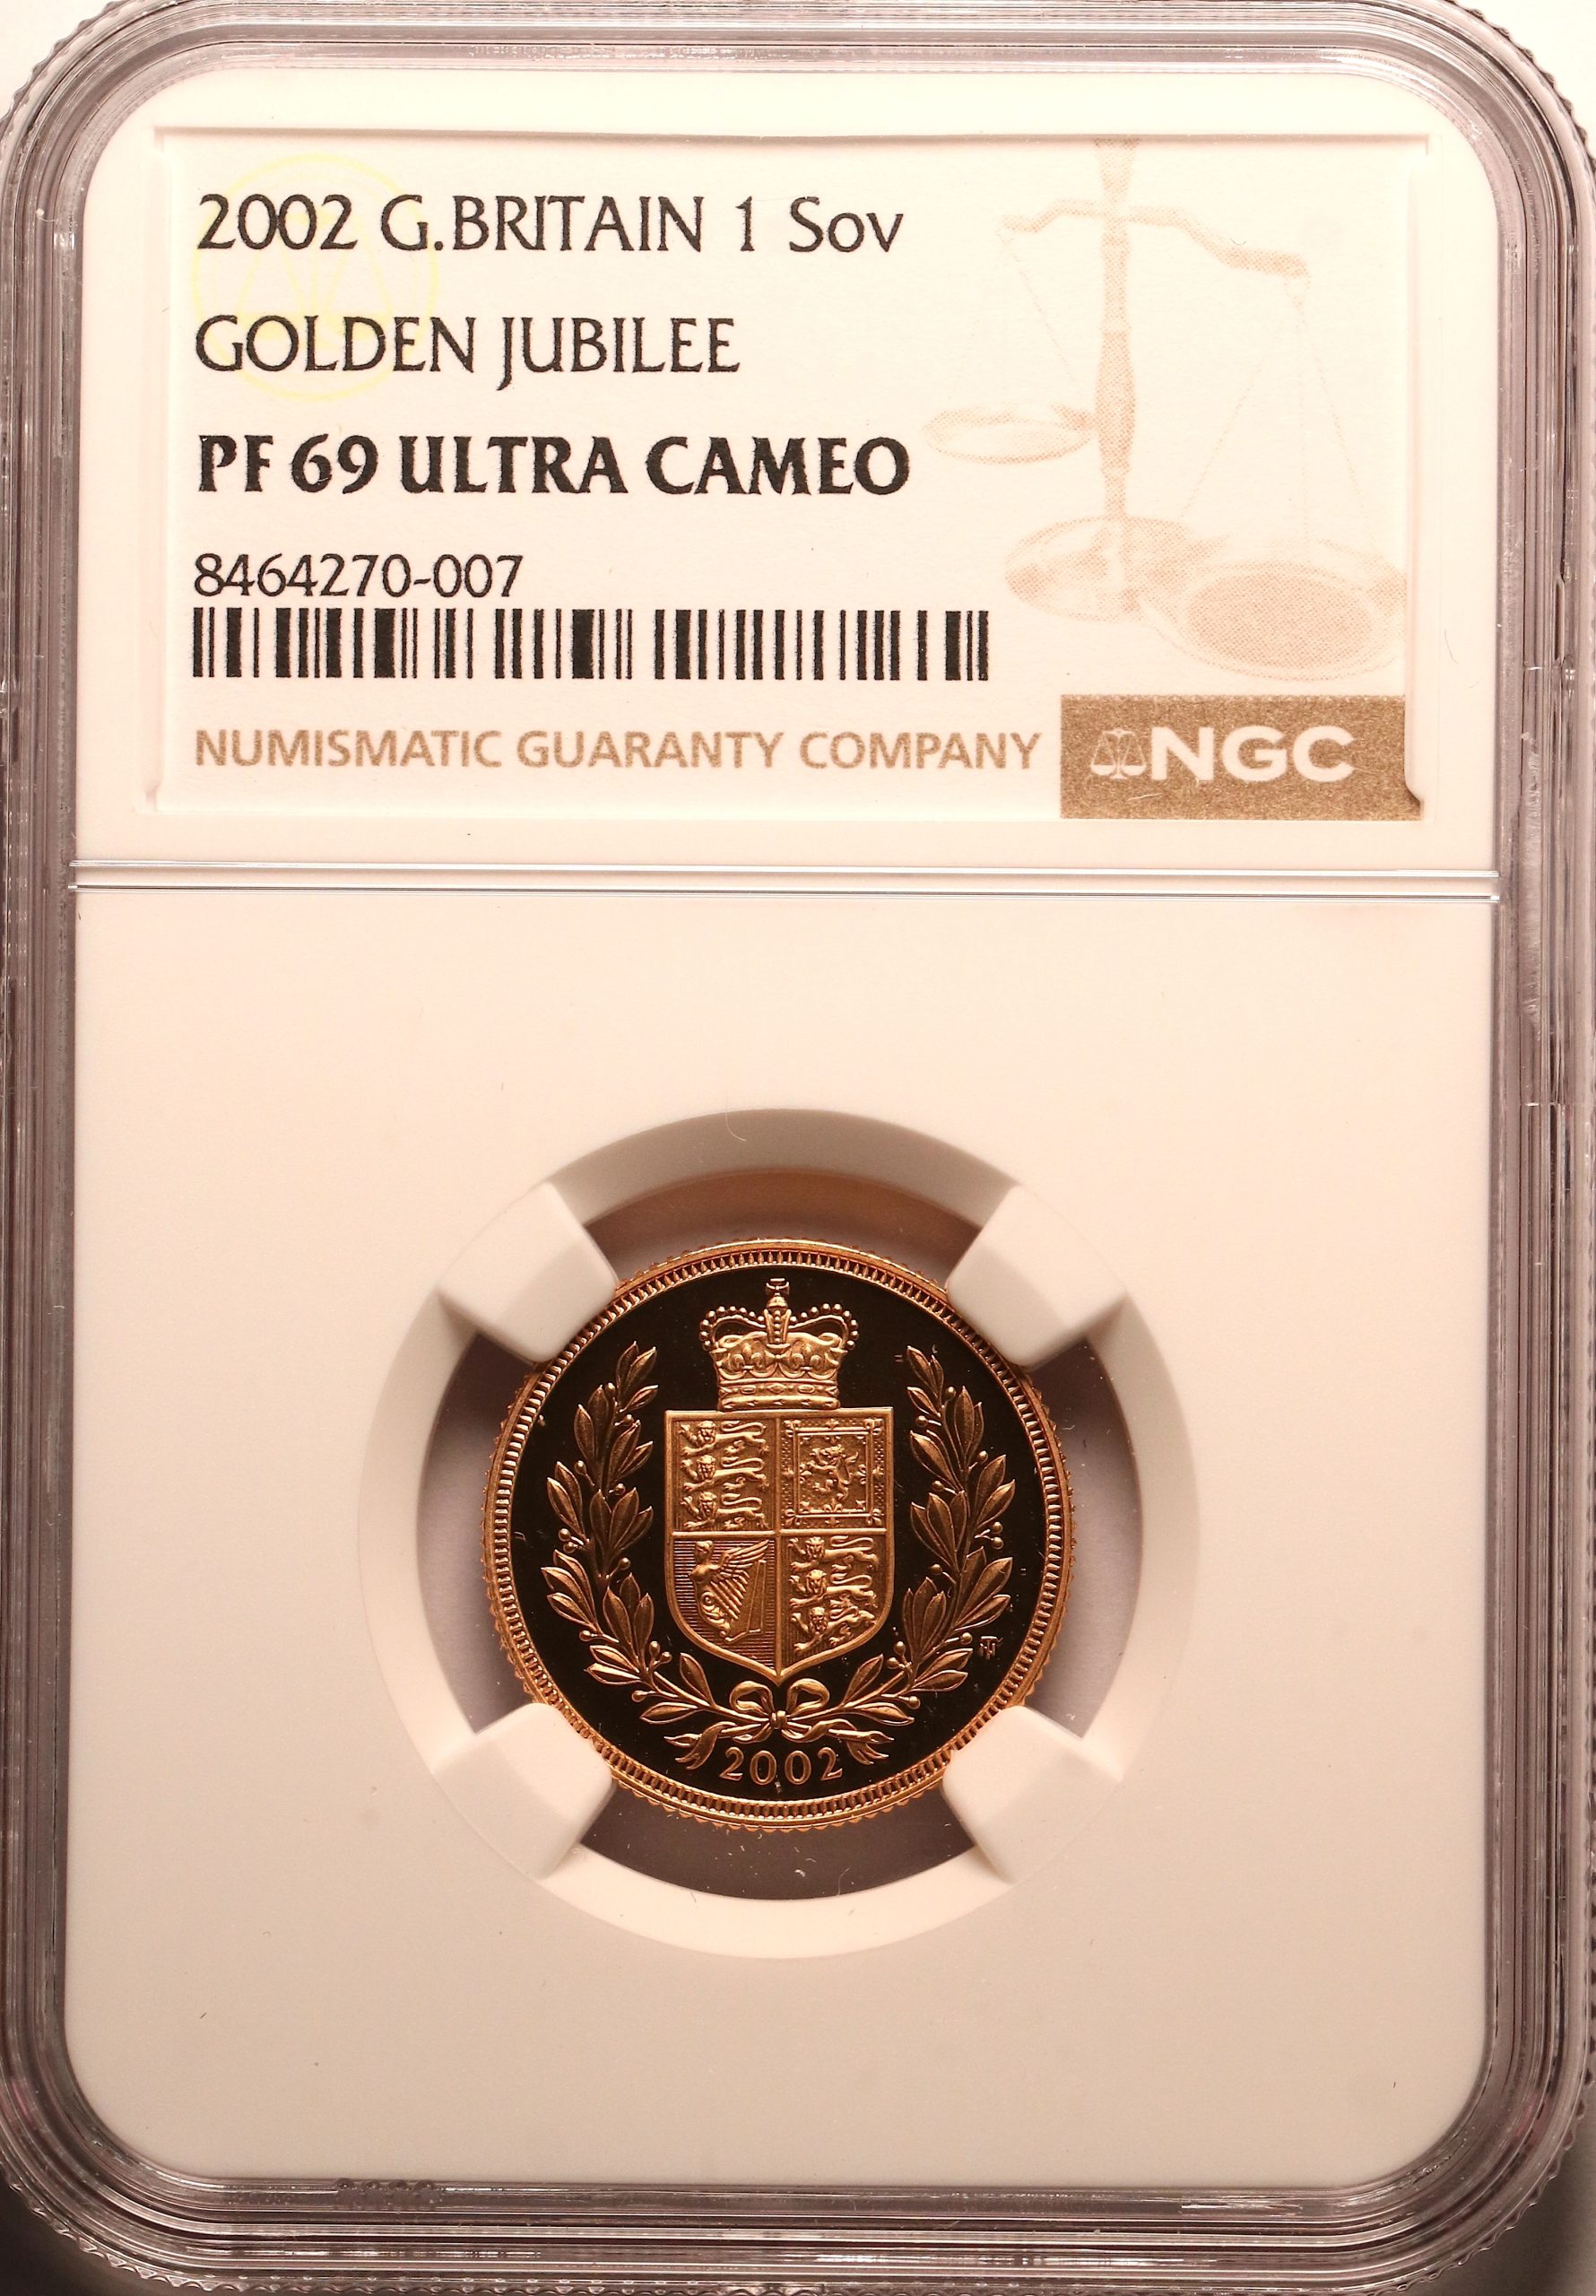 2002 G.BRITAIN 1 Sov
GOLDEN JUBILEE
PF 69 ULTRA CAMEO
8464270-007
NUMISMATIC GUARANTY COMPANY
NGC
2002